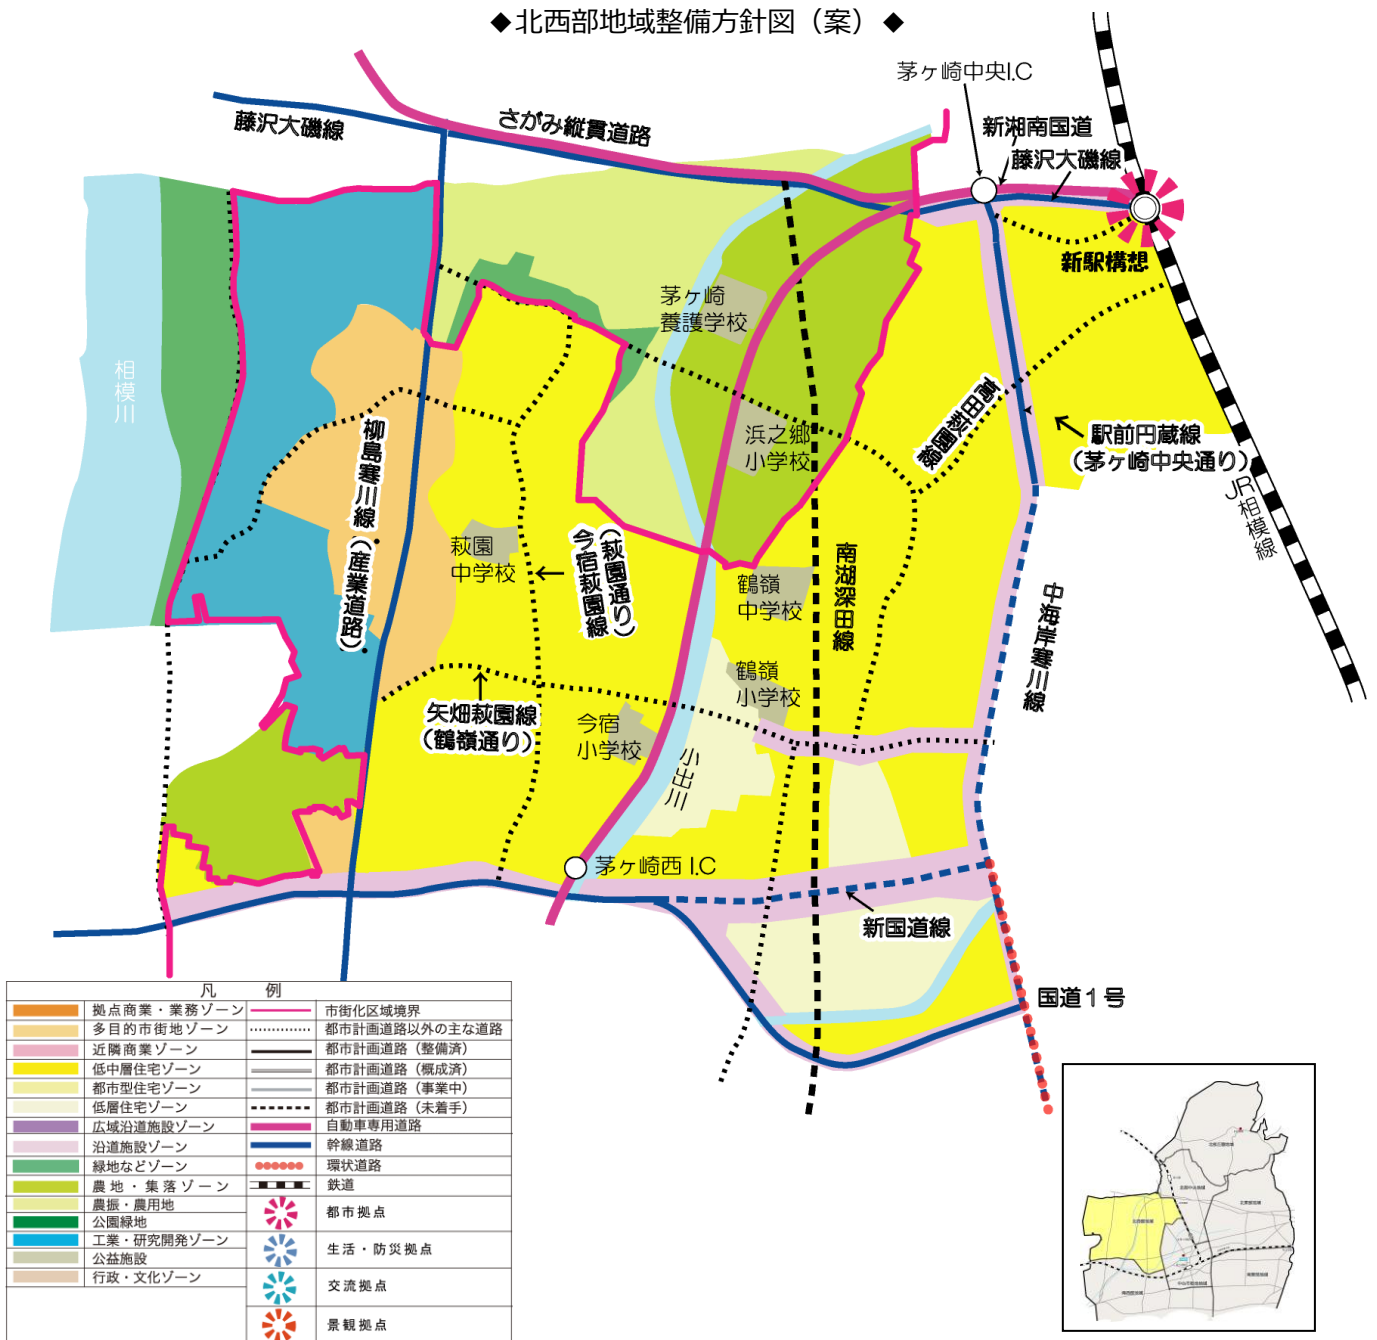 ◆北西部地域整備方針図（案）◆
茅ヶ崎中央I.C
藤沢大磯線
さがみ縦貫道路
新湘南国道
藤沢大磯線
新駅構想
相模川
茅ヶ崎
養護学校
浜之郷
小学校
高田萩園線
駅前円蔵線
（茅ヶ崎中央通り）
JR相模線
柳島寒川線（産業道路）
萩園
中学校
（萩園通り）
今宿萩園線
鶴嶺
中学校
南湖深田線
中海岸寒川線
鶴嶺
小学校
矢畑萩園線
（鶴嶺通り）
今宿
小学校
小出川
茅ヶ崎西 I.C
新国道線
国道１号
凡 例
拠点商業・業務ゾーン
多目的市街地ゾーン
近隣商業ゾーン
低中層住宅ゾーン
都市型住宅ゾーン
低層住宅ゾーン
広域沿道施設ゾーン
沿道施設ゾーン
緑地などゾーン
農地・集落ゾーン
農振・農用地
公園緑地
工業・研究開発ゾーン
公益施設
行政・文化ゾーン
市街化区域境界
都市計画道路以外の主な道路
都市計画道路（整備済）
都市計画道路（概成済）
都市計画道路（事業中）
都市計画道路（未着手）
自動車専用道路
幹線道路
環状道路
鉄道
都市拠点
生活・防災拠点
交流拠点
景観拠点